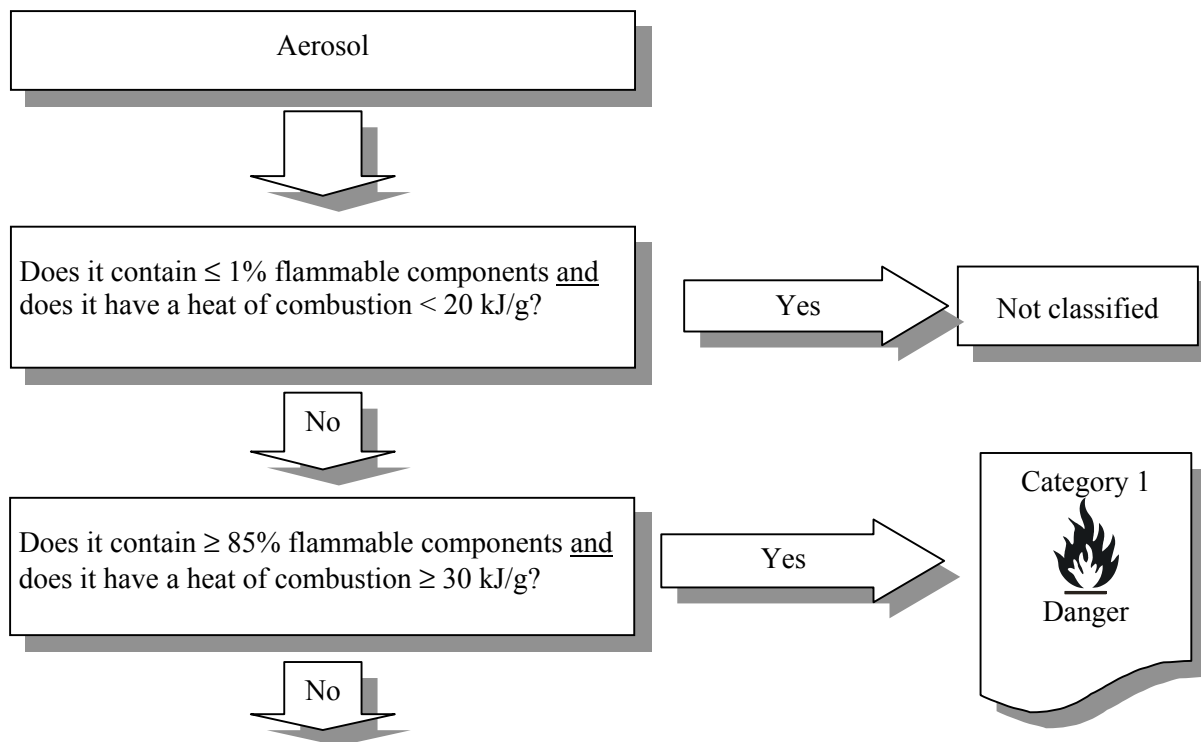 Aerosol
Does it contain ≤ 1% flammable components and
does it have a heat of combustion < 20 kJ/g?
Yes
Not classified
No
Does it contain ≥ 85% flammable components and
does it have a heat of combustion ≥ 30 kJ/g?
Yes
Category 1
Danger
No